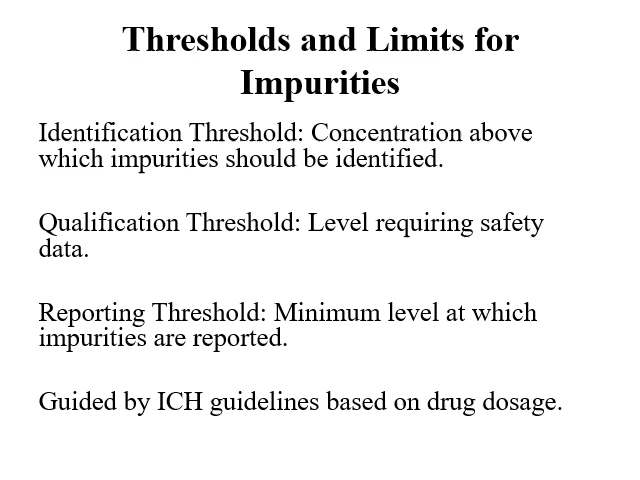 Thresholds and Limits for
Impurities
Identification Threshold: Concentration above
which impurities should be identified.
Qualification Threshold: Level requiring safety
data.
Reporting Threshold: Minimum level at which
impurities are reported.
Guided by ICH guidelines based on drug dosage.